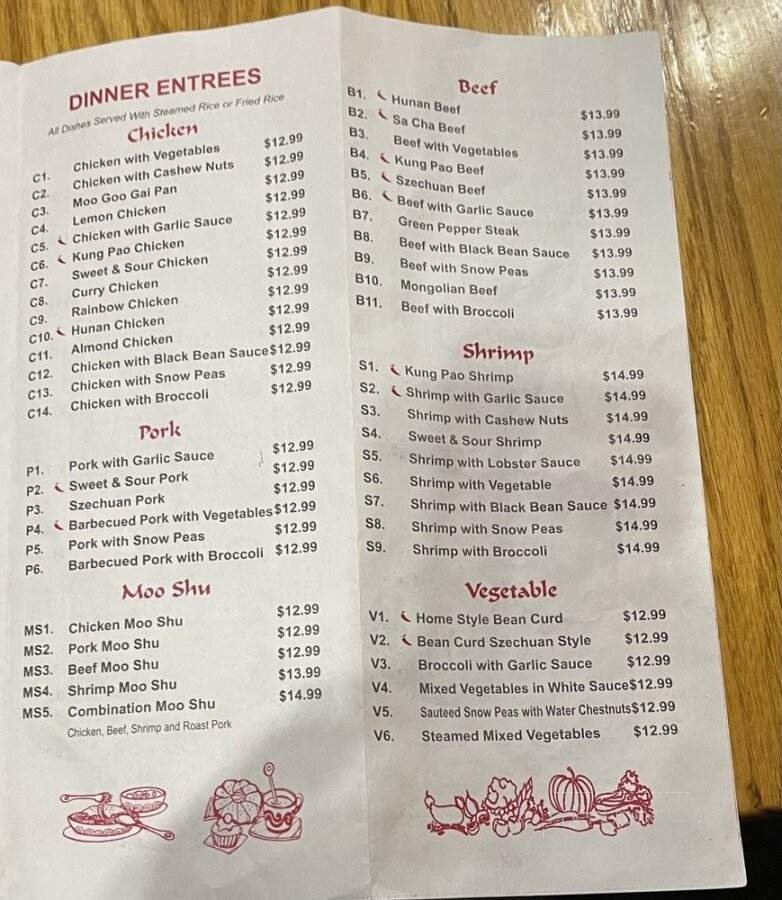 DINNER ENTREES
All Dishes Served With Steamed Rice or Fried Rice
Chicken
C1. Chicken with Vegetables $12.99
C2. Chicken with Cashew Nuts $12.99
C3. Moo Goo Gai Pan $12.99
C4. Lemon Chicken $12.99
C5. Chicken with Garlic Sauce $12.99
C6. Kung Pao Chicken $12.99
C7. Sweet & Sour Chicken $12.99
C8. Curry Chicken $12.99
C9. Rainbow Chicken $12.99
C10. Hunan Chicken $12.99
C11. Almond Chicken $12.99
C12. Chicken with Black Bean Sauce $12.99
C13. Chicken with Snow Peas $12.99
C14. Chicken with Broccoli $12.99
Pork
P1. Pork with Garlic Sauce $12.99
P2. Sweet & Sour Pork $12.99
P3. Szechuan Pork $12.99
P4. Barbecued Pork with Vegetables $12.99
P5. Pork with Snow Peas $12.99
P6. Barbecued Pork with Broccoli $12.99
Moo Shu
MS1. Chicken Moo Shu $12.99
MS2. Pork Moo Shu $12.99
MS3. Beef Moo Shu $12.99
MS4. Shrimp Moo Shu $13.99
MS5. Combination Moo Shu $14.99
Chicken, Beef, Shrimp and Roast Pork
Beef
B1. Hunan Beef $13.99
B2. Sa Cha Beef $13.99
B3. Beef with Vegetables $13.99
B4. Kung Pao Beef $13.99
B5. Szechuan Beef $13.99
B6. Beef with Garlic Sauce $13.99
B7. Green Pepper Steak $13.99
B8. Beef with Black Bean Sauce $13.99
B9. Beef with Snow Peas $13.99
B10. Mongolian Beef $13.99
B11. Beef with Broccoli $13.99
Shrimp
S1. Kung Pao Shrimp $14.99
S2. Shrimp with Garlic Sauce $14.99
S3. Shrimp with Cashew Nuts $14.99
S4. Sweet & Sour Shrimp $14.99
S5. Shrimp with Lobster Sauce $14.99
S6. Shrimp with Vegetable $14.99
S7. Shrimp with Black Bean Sauce $14.99
S8. Shrimp with Snow Peas $14.99
S9. Shrimp with Broccoli $14.99
Vegetable
V1. Home Style Bean Curd $12.99
V2. Bean Curd Szechuan Style $12.99
V3. Broccoli with Garlic Sauce $12.99
V4. Mixed Vegetables in White Sauce $12.99
V5. Sauteed Snow Peas with Water Chestnuts $12.99
V6. Steamed Mixed Vegetables $12.99